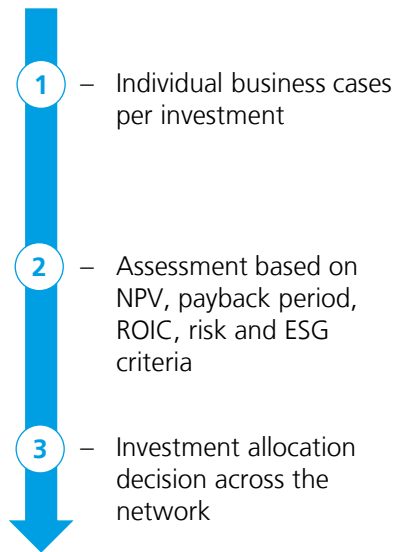 1 – Individual business cases
per investment
2 – Assessment based on
NPV, payback period,
ROIC, risk and ESG
criteria
3 – Investment allocation
decision across the
network